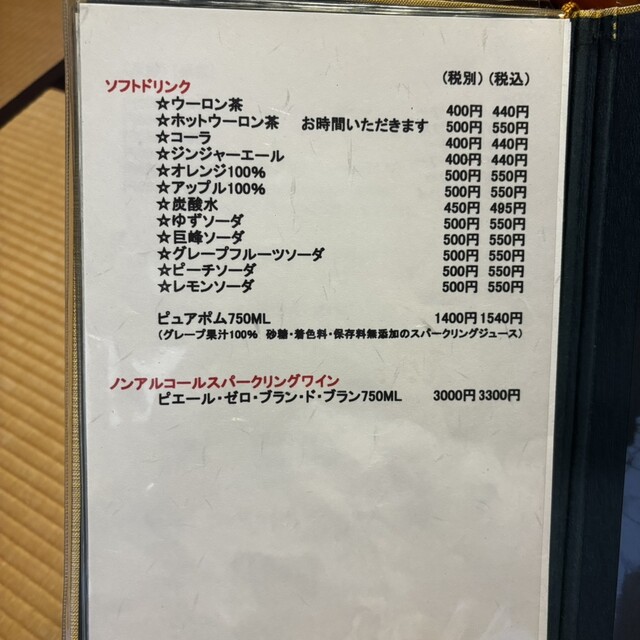 (税別)(税込)
ソフトドリンク
☆ウーロン茶 400円 440円
☆ホットウーロン茶 お時間いただきます 500円 550円
☆コーラ 400円 440円
☆ジンジャーエール 400円 440円
☆オレンジ100% 500円 550円
☆アップル100% 500円 550円
☆炭酸水 450円 495円
☆ゆずソーダ 500円 550円
☆巨峰ソーダ 500円 550円
☆グレープフルーツソーダ 500円 550円
☆ピーチソーダ 500円 550円
☆レモンソーダ 500円 550円
ピュアポム750ML 1400円 1540円
(グレープ果汁100% 砂糖・着色料・保存料無添加のスパークリングジュース)
ノンアルコールスパークリングワイン
ピエール・ゼロ・ブラン・ド・ブラン750ML 3000円 3300円